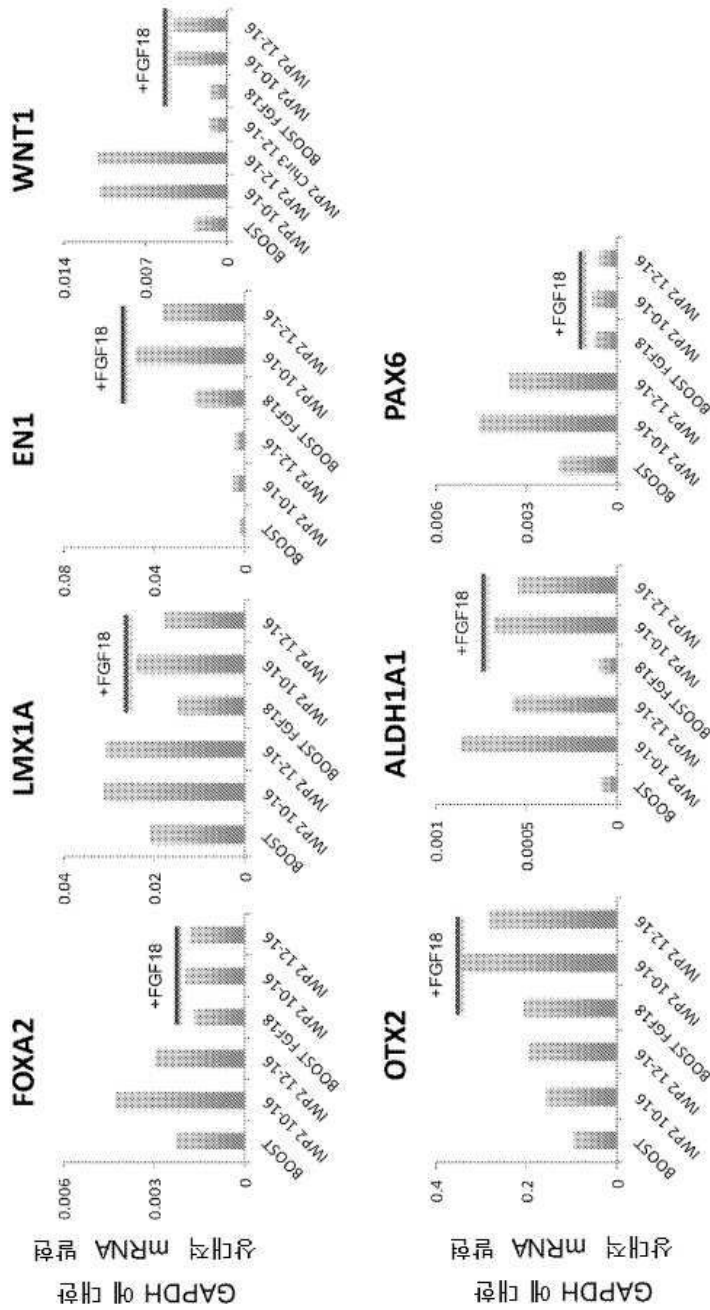 GAPDH 에 대한
상대적 mRNA 발현
FOXA2
0.006
0.003
0
+FGF18
BOOST
IWP2 10-16
IWP2 12-16
BOOST FGF18
IWP2 10-16
IWP2 12-16
LMX1A
0.04
0.02
0
+FGF18
BOOST
IWP2 10-16
IWP2 12-16
BOOST FGF18
IWP2 10-16
IWP2 12-16
EN1
0.08
0.04
0
+FGF18
BOOST
IWP2 10-16
IWP2 12-16
BOOST FGF18
IWP2 10-16
IWP2 12-16
WNT1
0.014
0.007
0
+FGF18
BOOST
IWP2 10-16
IWP2 12-16
IWP2 Chir3 12-16
BOOST FGF18
IWP2 10-16
IWP2 12-16
GAPDH 에 대한
상대적 mRNA 발현
OTX2
0.4
0.2
0
+FGF18
BOOST
IWP2 10-16
IWP2 12-16
BOOST FGF18
IWP2 10-16
IWP2 12-16
ALDH1A1
0.001
0.0005
0
+FGF18
BOOST
IWP2 10-16
IWP2 12-16
BOOST FGF18
IWP2 10-16
IWP2 12-16
PAX6
0.006
0.003
0
+FGF18
BOOST
IWP2 10-16
IWP2 12-16
BOOST FGF18
IWP2 10-16
IWP2 12-16